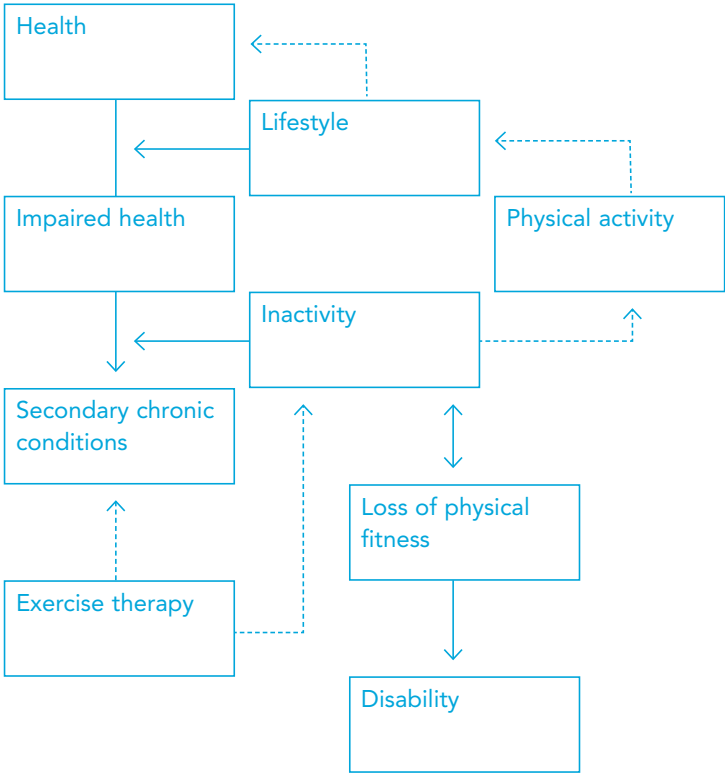 Health
Lifestyle
Impaired health
Physical activity
Inactivity
Secondary chronic
conditions
Loss of physical
fitness
Exercise therapy
Disability